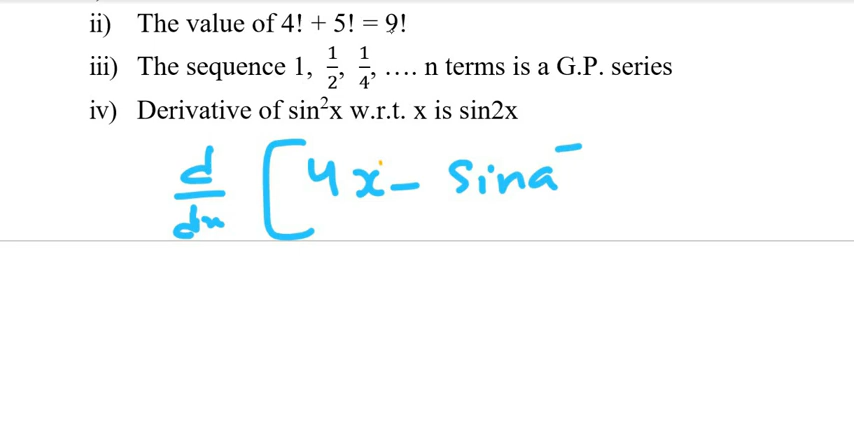 ii) The value of 4! + 5! = 9!
iii) The sequence 1, 1/2, 1/4, .... n terms is a G.P. series
iv) Derivative of sin²x w.r.t. x is sin2x
d/dx [4x - sina -